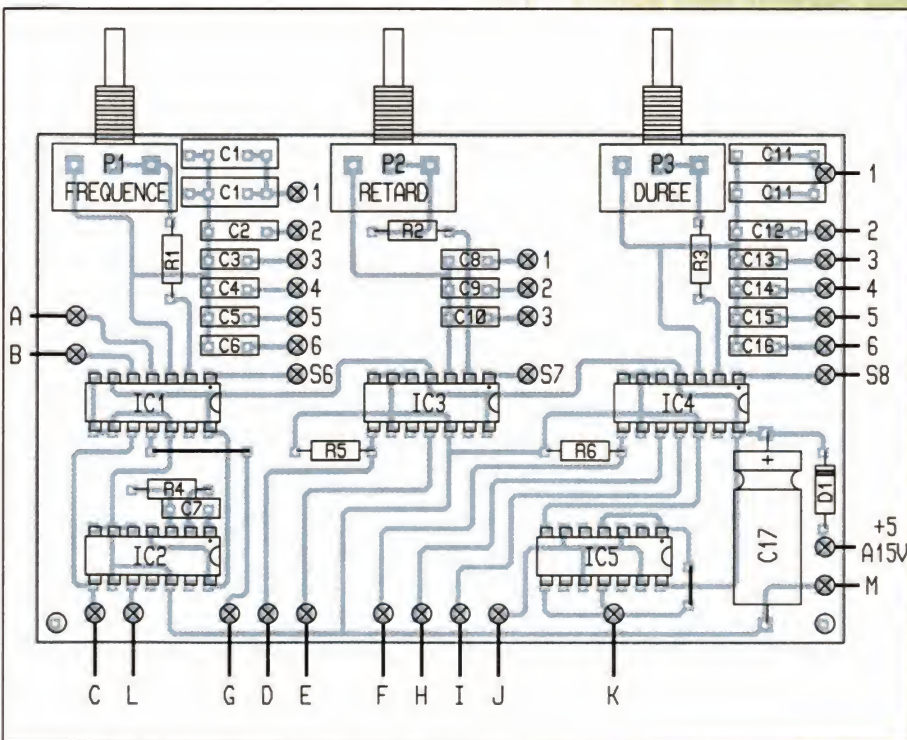 P1 P2 P3
FREQUENCE RETARD DUREE
C1 C11
C1 1 C11 1
C2 2 R2 C12 2
R1 C3 3 C8 1 R3 C13 3
C4 4 C9 2 C14 4
A C5 5 C10 3 C15 5
B C6 6 C16 6
S6 S7 S8
IC1 IC3 IC4
R5 R6 +
R4 D1
C7 +5
IC2 IC5 C17 A15V
M
C L G D E F H I J K